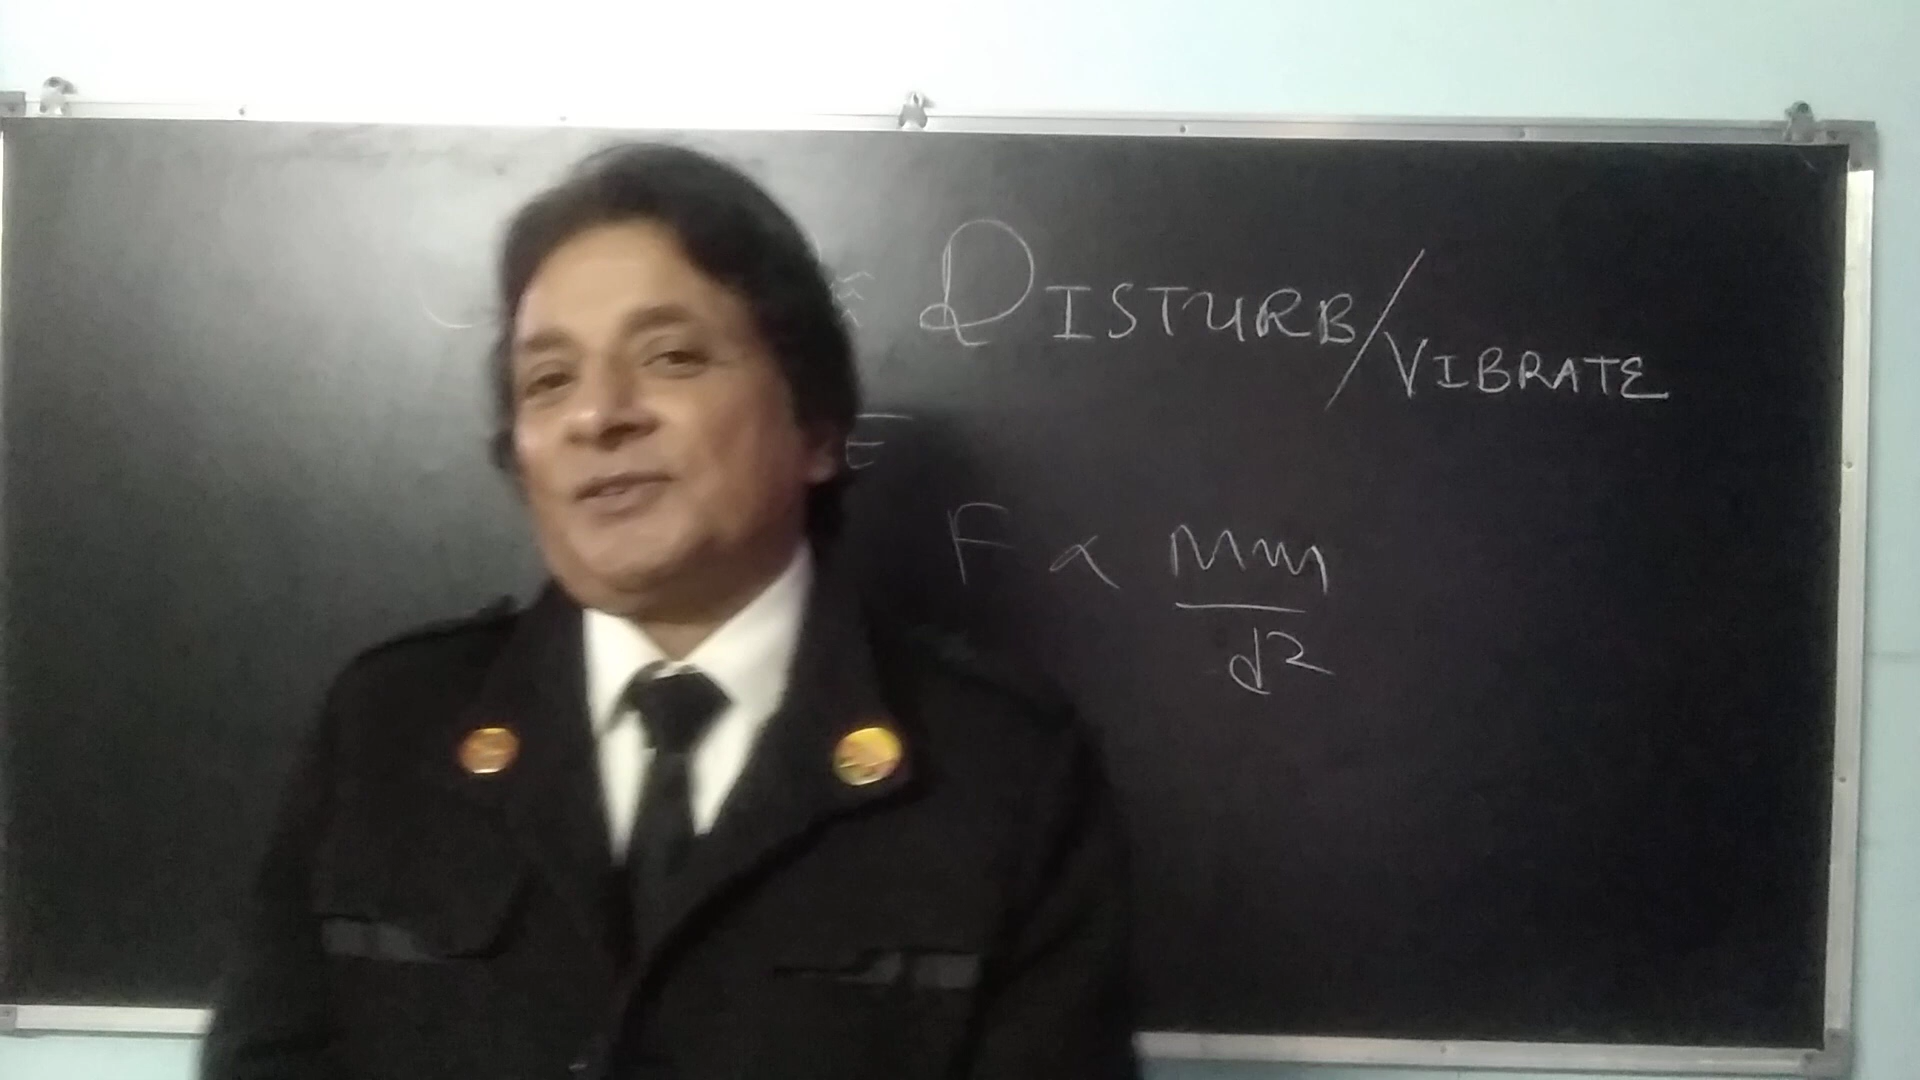 DISTURB/VIBRATE
F ∝ Mm
d²